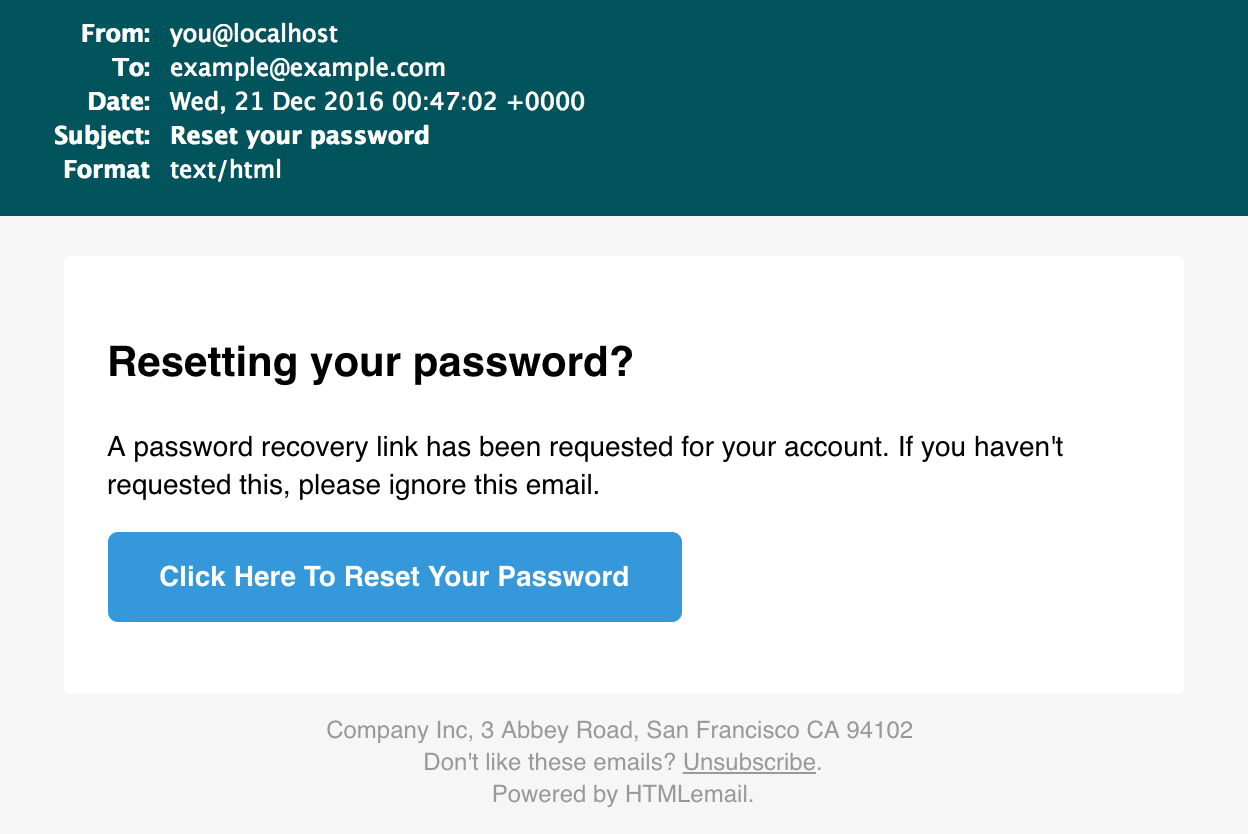 From: you@localhost
To: example@example.com
Date: Wed, 21 Dec 2016 00:47:02 +0000
Subject: Reset your password
Format text/html
Resetting your password?
A password recovery link has been requested for your account. If you haven't
requested this, please ignore this email.
Click Here To Reset Your Password
Company Inc, 3 Abbey Road, San Francisco CA 94102
Don't like these emails? Unsubscribe.
Powered by HTMLemail.